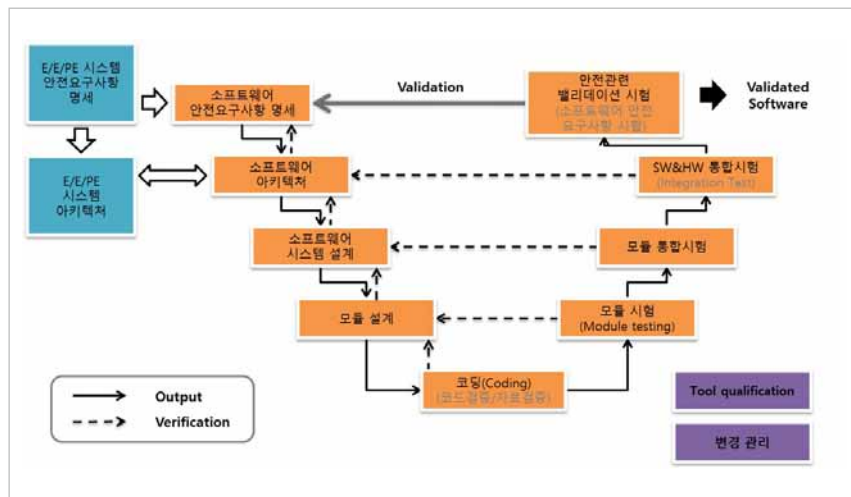 E/E/PE 시스템
안전요구사항
명세
소프트웨어
안전요구사항 명세
Validation
안전관련
밸리데이션 시험
(소프트웨어 안전
요구사항 시험)
Validated
Software
E/E/PE
시스템
아키텍처
소프트웨어
아키텍처
SW&HW 통합시험
(Integration Test)
소프트웨어
시스템 설계
모듈 통합시험
모듈 설계
모듈 시험
(Module testing)
코딩(Coding)
(코드검증/자료검증)
Output
Verification
Tool qualification
변경 관리